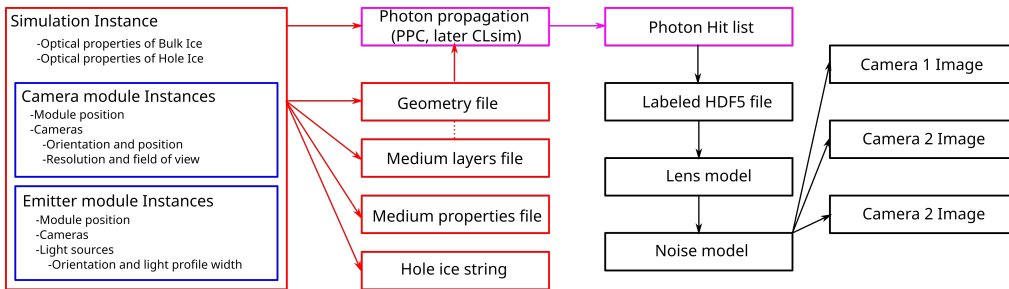 Simulation Instance
-Optical properties of Bulk Ice
-Optical properties of Hole Ice
Camera module Instances
-Module position
-Cameras
-Orientation and position
-Resolution and field of view
Emitter module Instances
-Module position
-Cameras
-Light sources
-Orientation and light profile width
Photon propagation
(PPC, later CLsim)
Geometry file
Medium layers file
Medium properties file
Hole ice string
Photon Hit list
Labeled HDF5 file
Lens model
Noise model
Camera 1 Image
Camera 2 Image
Camera 2 Image